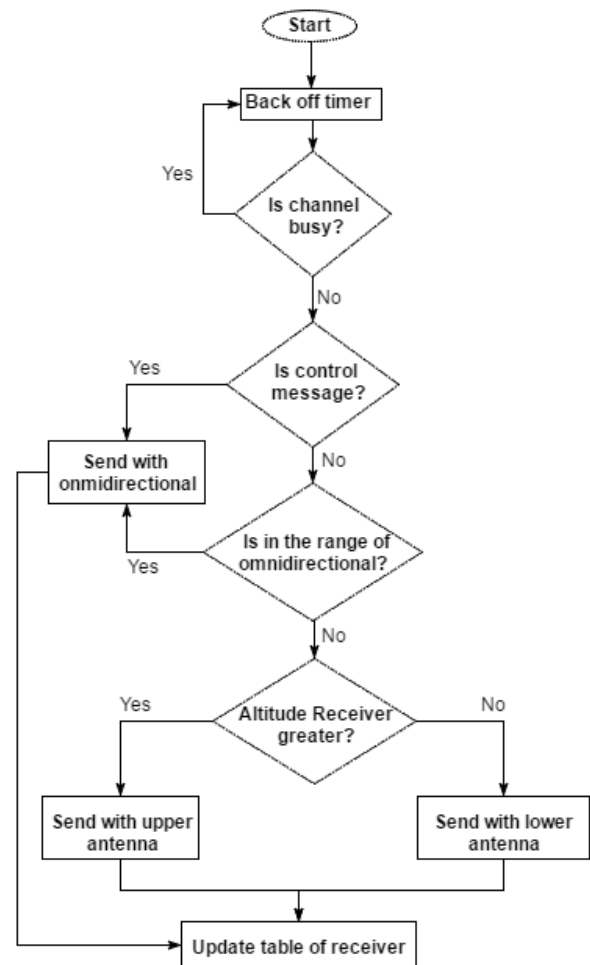 Start
Back off timer
Yes
Is channel
busy?
No
Yes
Is control
message?
Send with
onmidirectional
No
Is in the range of
omnidirectional?
Yes
No
Yes
Altitude Receiver
greater?
No
Send with upper
antenna
Send with lower
antenna
Update table of receiver